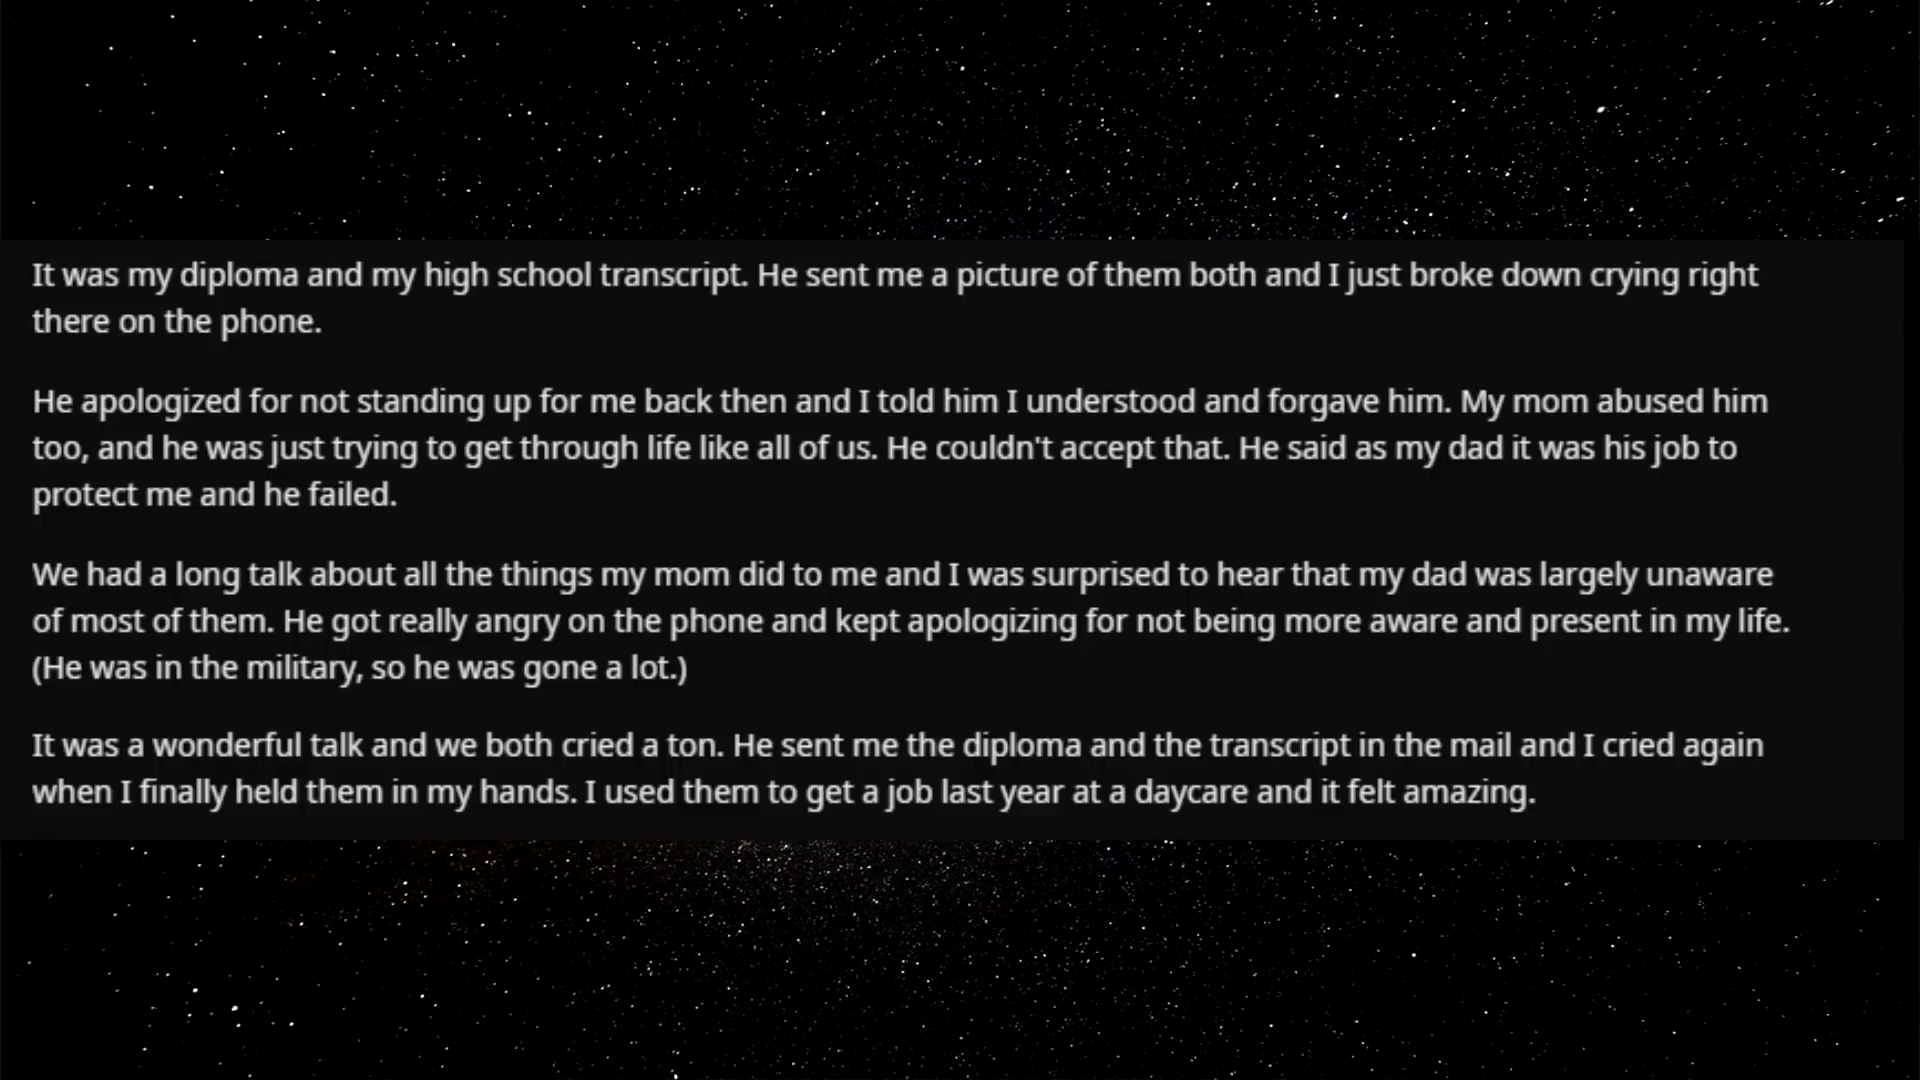 It was my diploma and my high school transcript. He sent me a picture of them both and I just broke down crying right
there on the phone.
He apologized for not standing up for me back then and I told him I understood and forgave him. My mom abused him
too, and he was just trying to get through life like all of us. He couldn't accept that. He said as my dad it was his job to
protect me and he failed.
We had a long talk about all the things my mom did to me and I was surprised to hear that my dad was largely unaware
of most of them. He got really angry on the phone and kept apologizing for not being more aware and present in my life.
(He was in the military, so he was gone a lot.)
It was a wonderful talk and we both cried a ton. He sent me the diploma and the transcript in the mail and I cried again
when I finally held them in my hands. I used them to get a job last year at a daycare and it felt amazing.